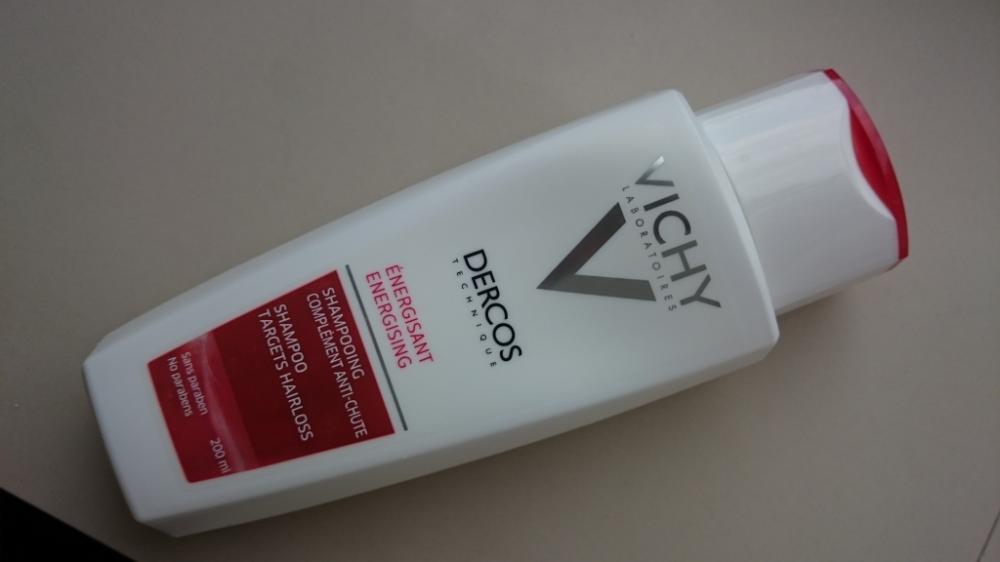 VICHY
LABORATOIRES
DERCOS
TECHNIQUE
ÉNERGISANT
ENERGISING
SHAMPOOING
COMPLÉMENT ANTI-CHUTE
SHAMPOO
TARGETS HAIRLOSS
Sans paraben
No parabens
200 ml